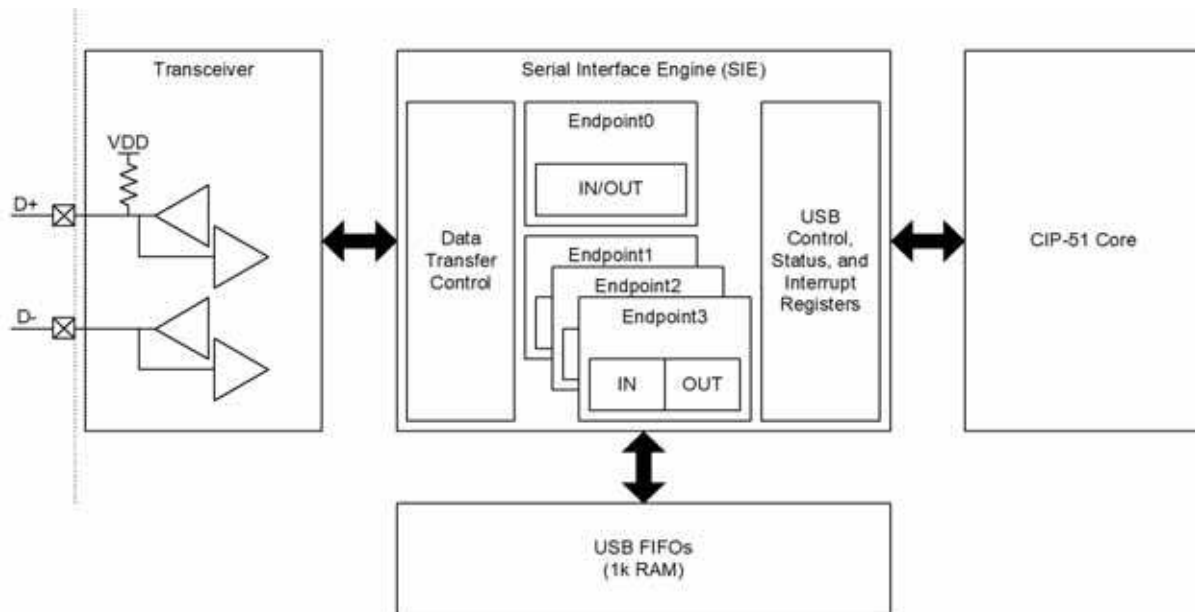 Transceiver
VDD
D+
D-
Serial Interface Engine (SIE)
Data
Transfer
Control
Endpoint0
IN/OUT
Endpoint1
Endpoint2
Endpoint3
IN
OUT
USB
Control,
Status, and
Interrupt
Registers
CIP-51 Core
USB FIFOs
(1k RAM)